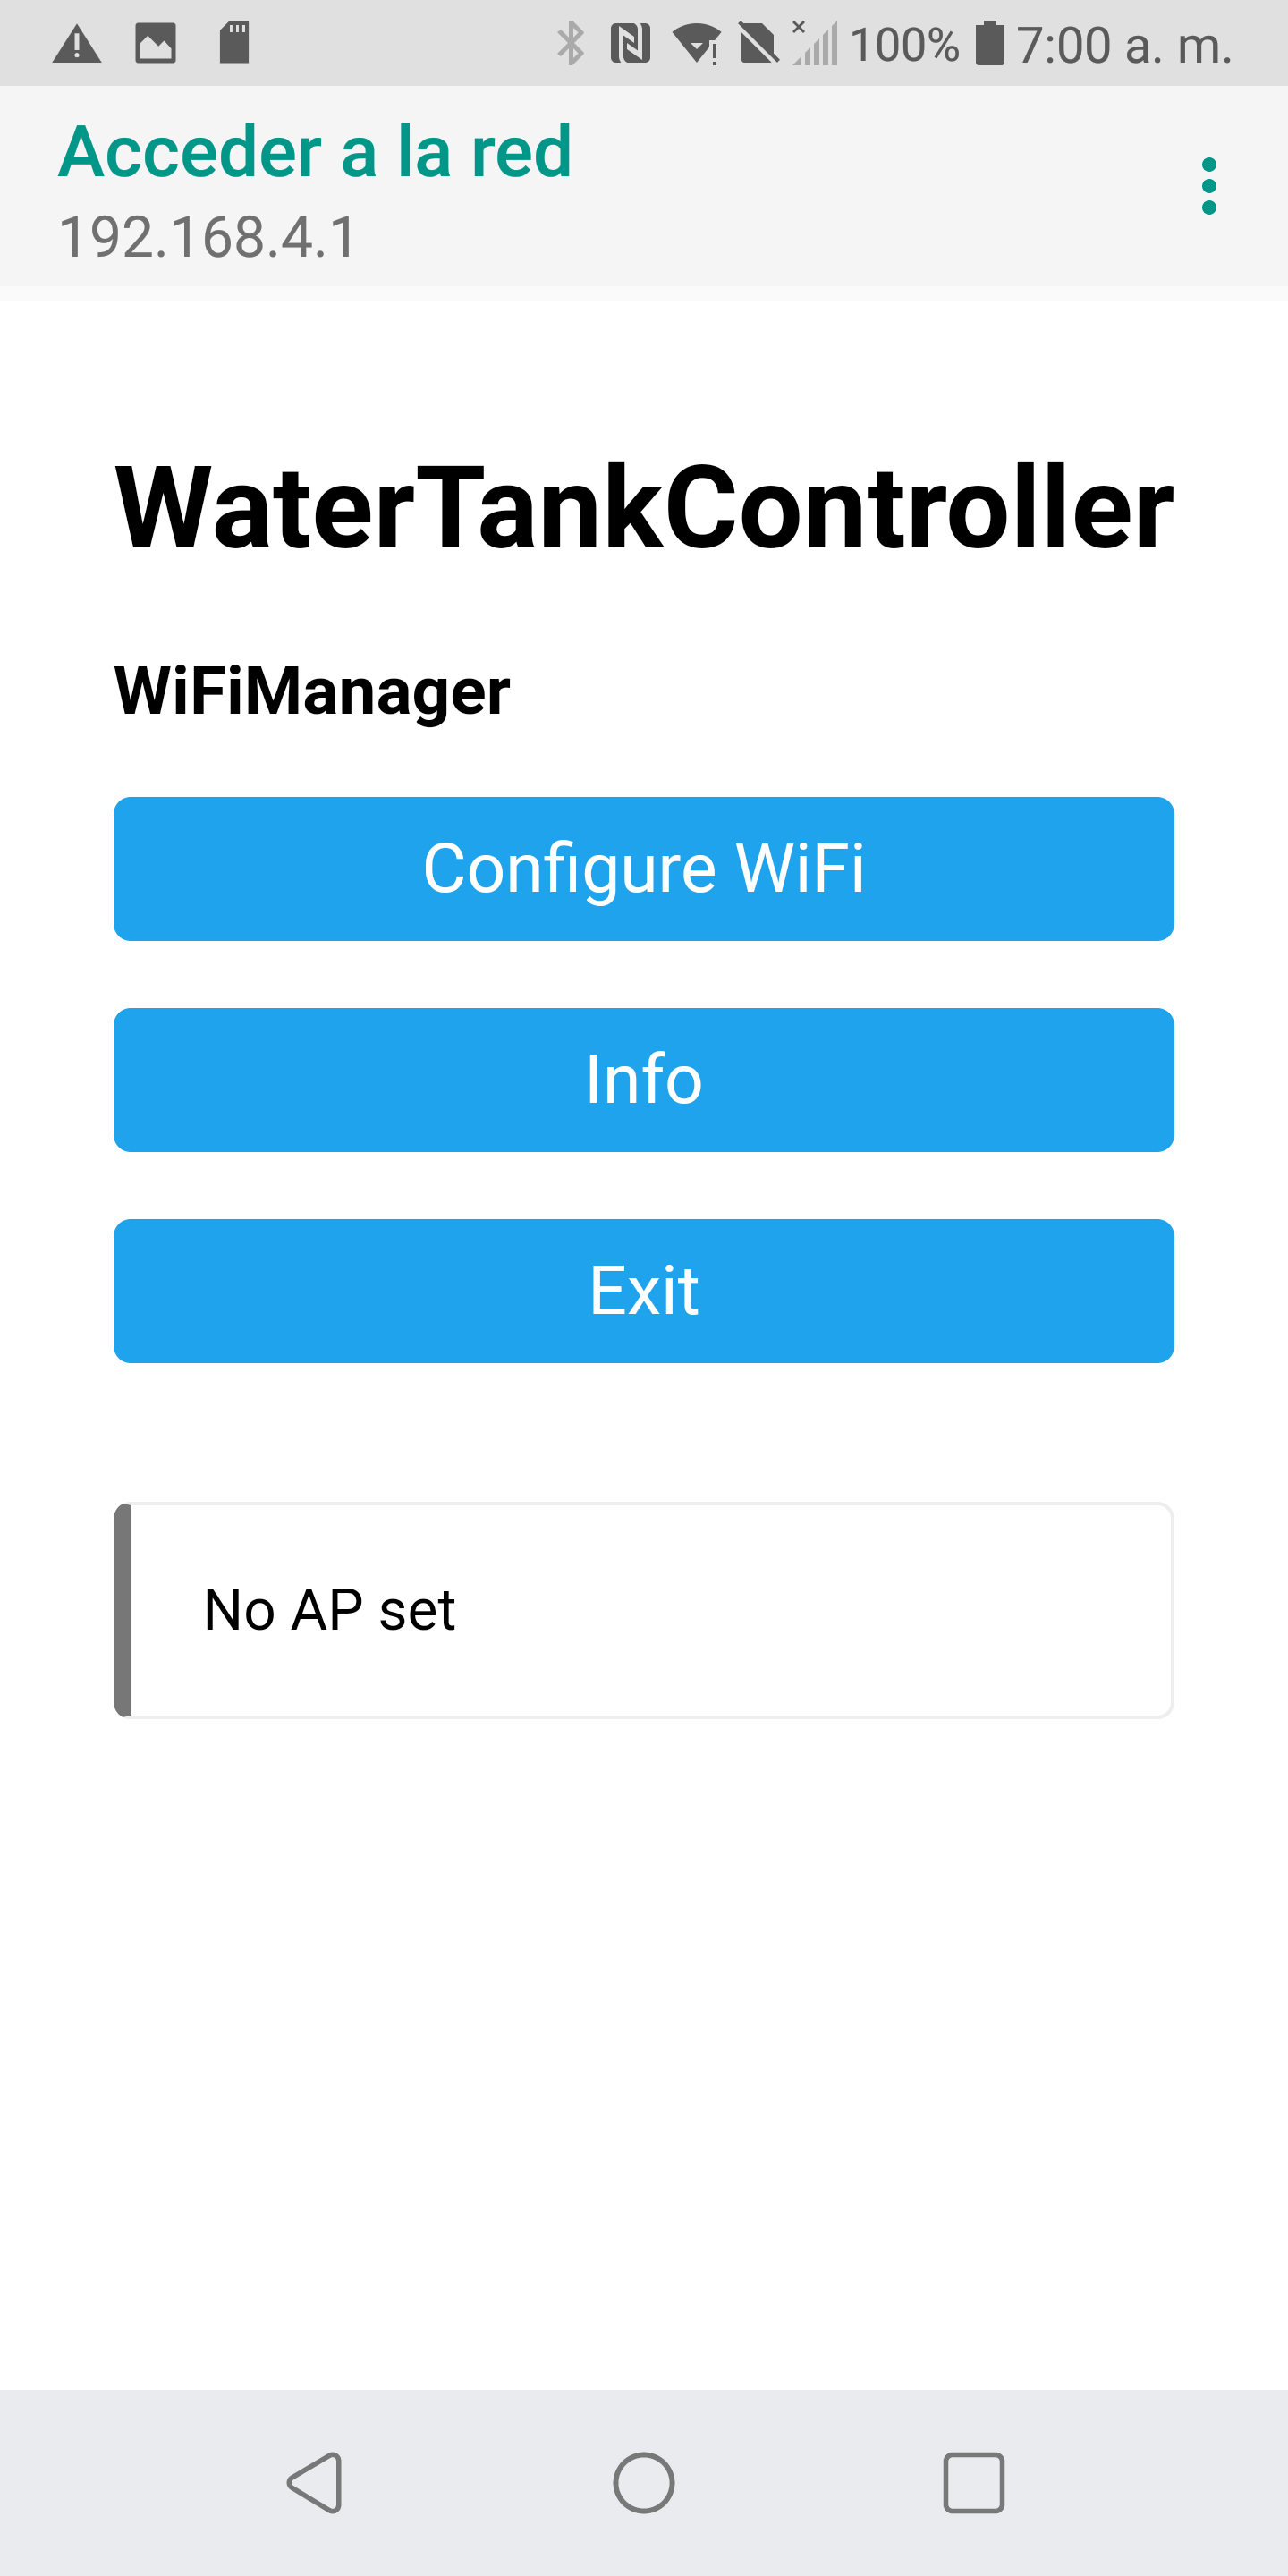 100% 7:00 a. m.
Acceder a la red
192.168.4.1
WaterTankController
WiFiManager
Configure WiFi
Info
Exit
No AP set